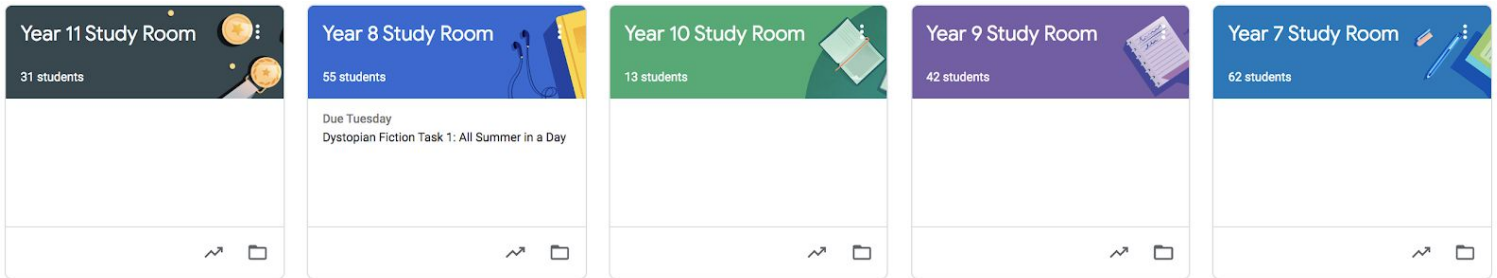 Year 11 Study Room
31 students
Year 8 Study Room
55 students
Due Tuesday
Dystopian Fiction Task 1: All Summer in a Day
Year 10 Study Room
13 students
Year 9 Study Room
42 students
Year 7 Study Room
62 students